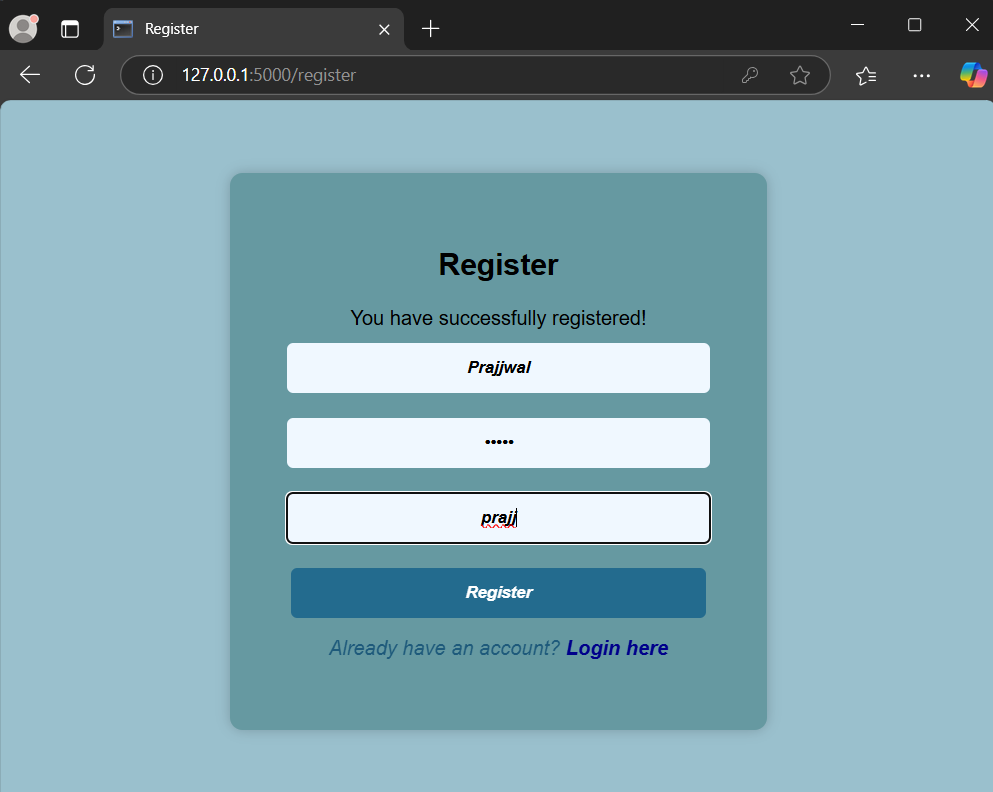 Register
127.0.0.1:5000/register
Register
You have successfully registered!
Prajjwal
•••••
prajj
Register
Already have an account? Login here